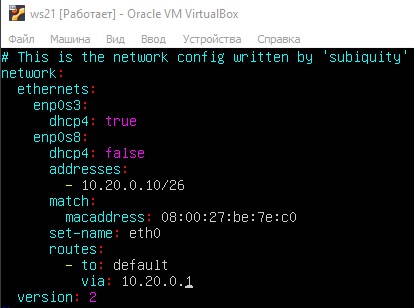 ws21 [Работает] - Oracle VM VirtualBox
Файл Машина Вид Ввод Устройства Справка
# This is the network config written by 'subiquity'
network:
  ethernets:
    enp0s3:
      dhcp4: true
    enp0s8:
      dhcp4: false
      addresses:
        - 10.20.0.10/26
      match:
        macaddress: 08:00:27:be:7e:c0
      set-name: eth0
      routes:
        - to: default
          via: 10.20.0.1
  version: 2